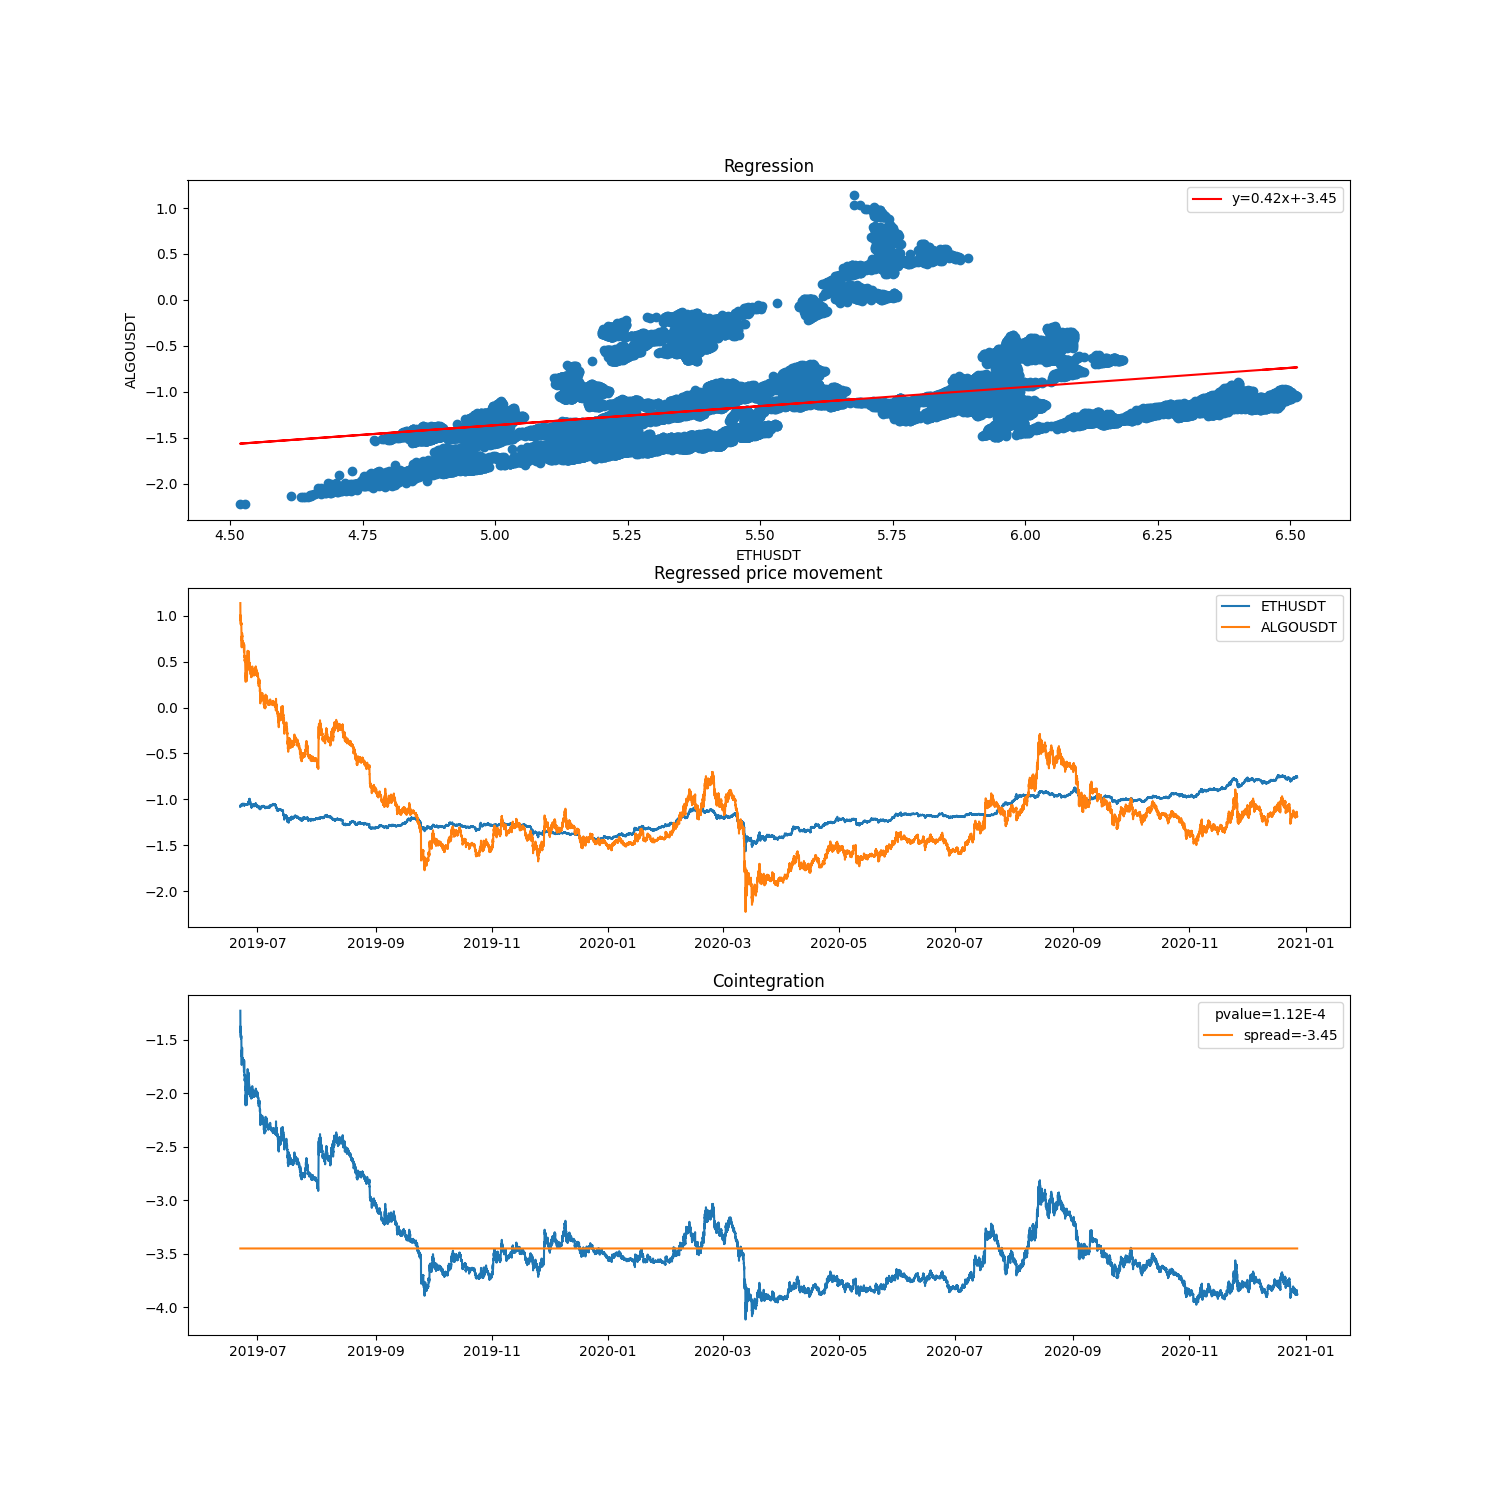 Regression
y=0.42x+-3.45
1.0
0.5
0.0
−0.5
−1.0
−1.5
−2.0
ALGOUSDT
4.50 4.75 5.00 5.25 5.50 5.75 6.00 6.25 6.50
ETHUSDT
Regressed price movement
ETHUSDT
ALGOUSDT
1.0
0.5
0.0
−0.5
−1.0
−1.5
−2.0
2019-07 2019-09 2019-11 2020-01 2020-03 2020-05 2020-07 2020-09 2020-11 2021-01
Cointegration
pvalue=1.12E-4
spread=-3.45
−1.5
−2.0
−2.5
−3.0
−3.5
−4.0
2019-07 2019-09 2019-11 2020-01 2020-03 2020-05 2020-07 2020-09 2020-11 2021-01